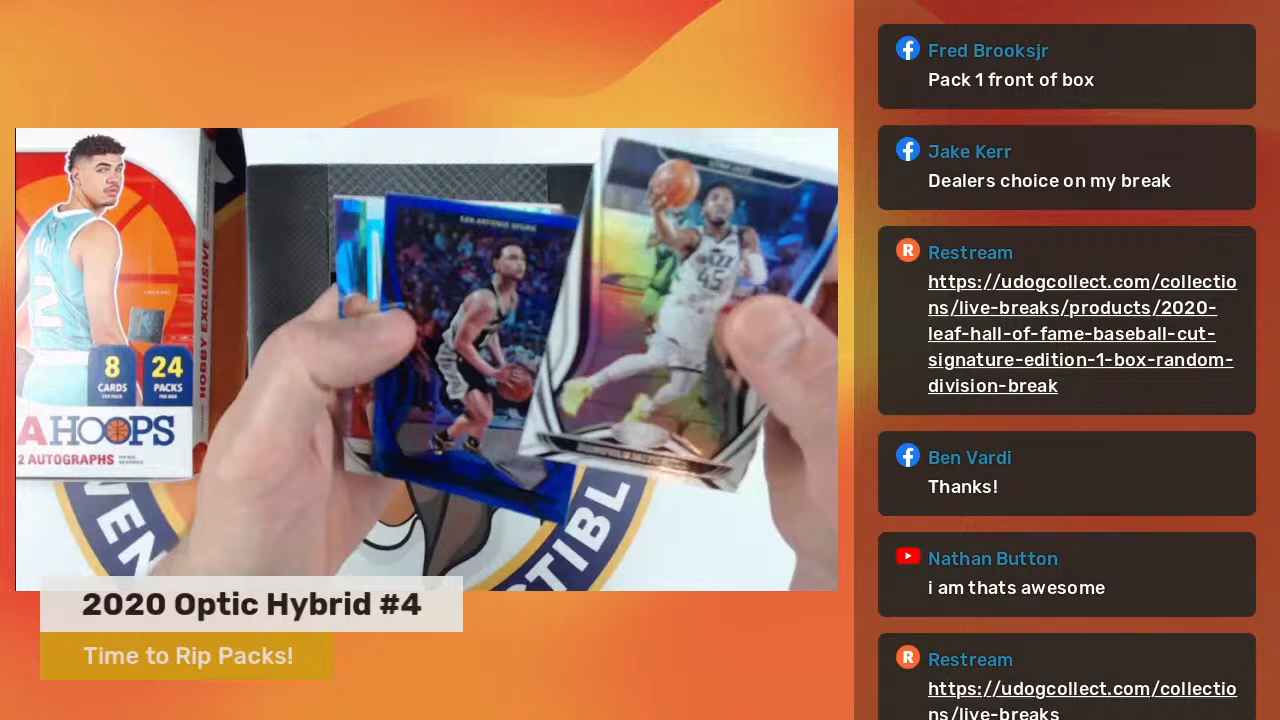 Fred Brooksjr
Pack 1 front of box
Jake Kerr
Dealers choice on my break
Restream
https://udogcollect.com/collectio
ns/live-breaks/products/2020-
leaf-hall-of-fame-baseball-cut-
signature-edition-1-box-random-
division-break
Ben Vardi
Thanks!
Nathan Button
i am thats awesome
Restream
https://udogcollect.com/collectio
ns/live-breaks
SAN ANTONIO SPURS
45
2
HOBBY EXCLUSIVE
8
CARDS
24
PACKS
A HOOPS
2 AUTOGRAPHS
VEN
CTIBL
2020 Optic Hybrid #4
Time to Rip Packs!